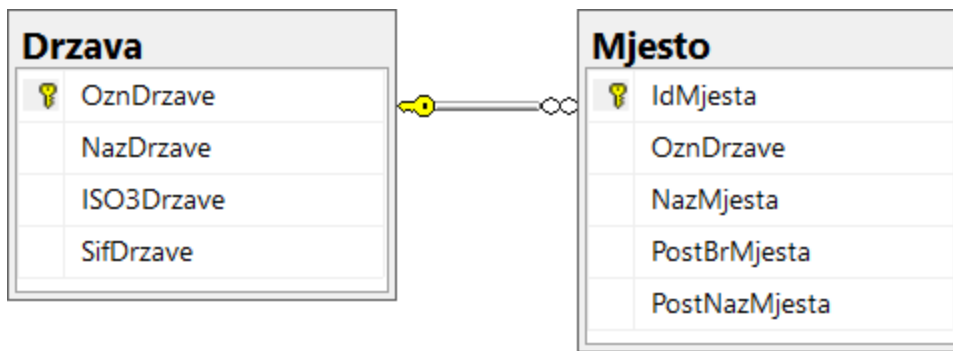 Drzava
OznDrzave
NazDrzave
ISO3Drzave
SifDrzave
Mjesto
IdMjesta
OznDrzave
NazMjesta
PostBrMjesta
PostNazMjesta